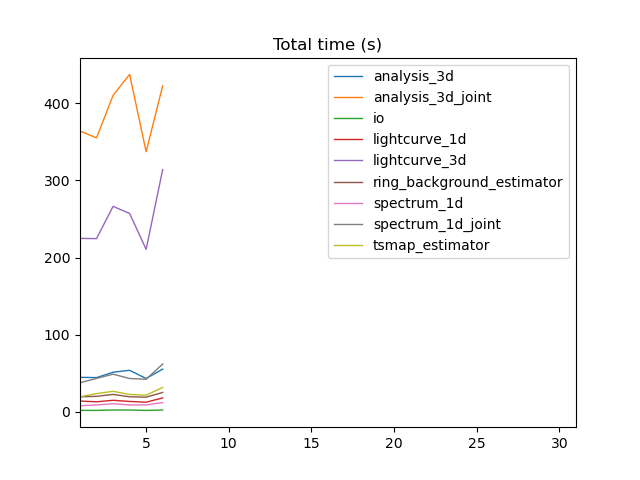 Total time (s)
analysis_3d
analysis_3d_joint
io
lightcurve_1d
lightcurve_3d
ring_background_estimator
spectrum_1d
spectrum_1d_joint
tsmap_estimator
400
300
200
100
0
5 10 15 20 25 30